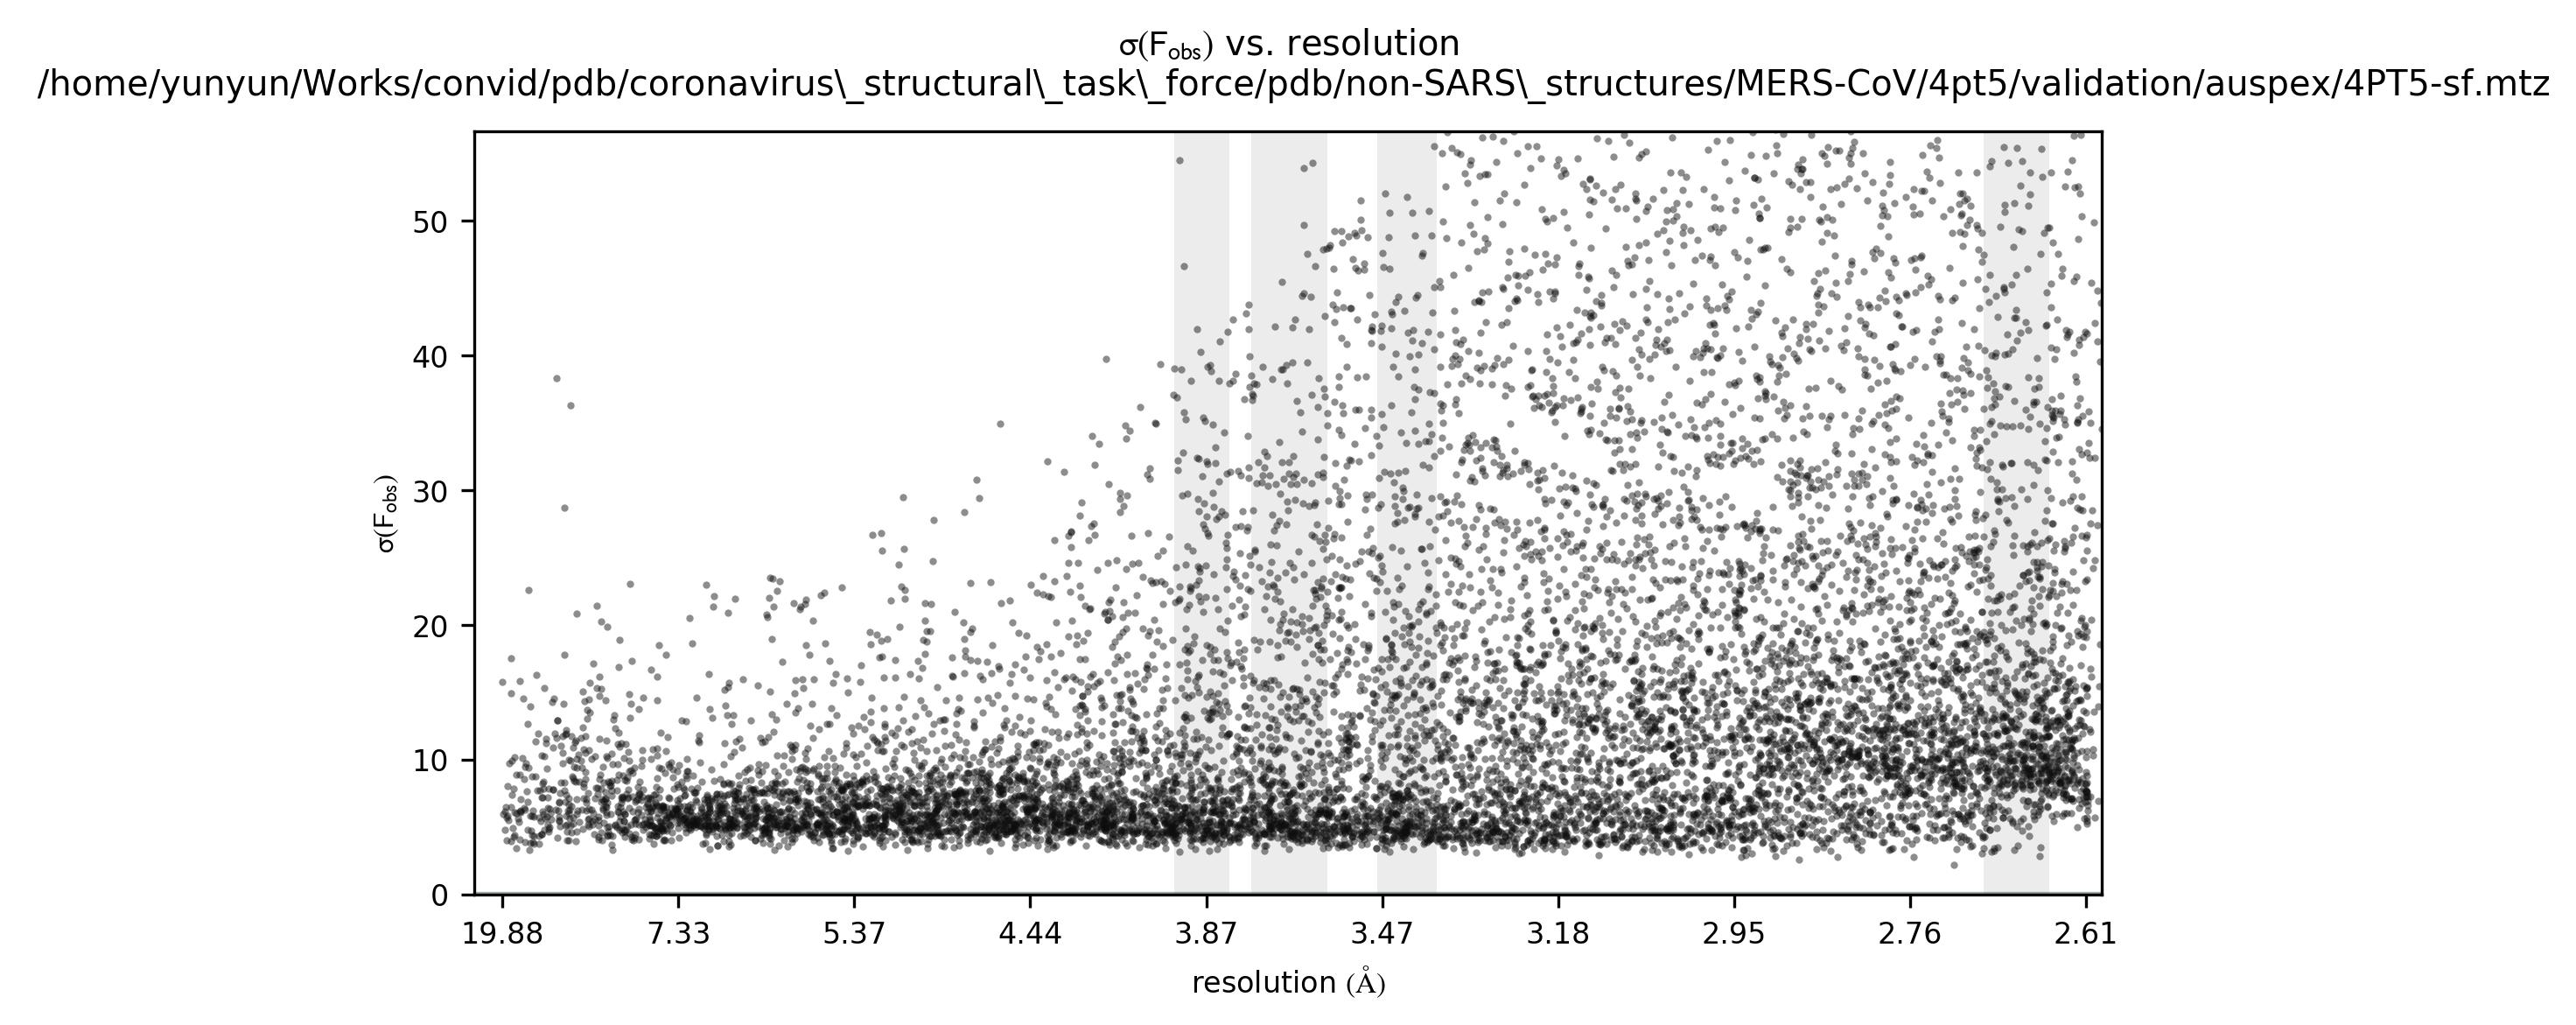 σ(F_obs) vs. resolution
/home/yunyun/Works/convid/pdb/coronavirus\_structural\_task\_force/pdb/non-SARS\_structures/MERS-CoV/4pt5/validation/auspex/4PT5-sf.mtz
σ(F_obs)
50
40
30
20
10
0
19.88 7.33 5.37 4.44 3.87 3.47 3.18 2.95 2.76 2.61
resolution (Å)